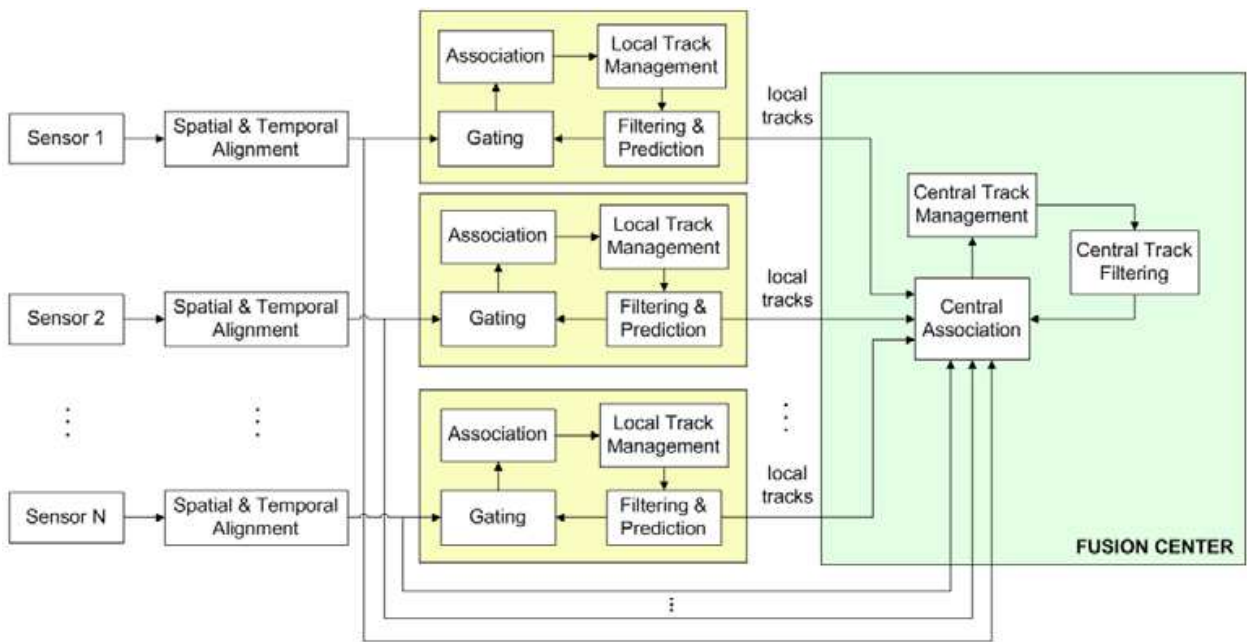 Association
Local Track
Management
Sensor 1
Spatial & Temporal
Alignment
Gating
Filtering &
Prediction
local
tracks
Association
Local Track
Management
Sensor 2
Spatial & Temporal
Alignment
Gating
Filtering &
Prediction
local
tracks
Association
Local Track
Management
Sensor N
Spatial & Temporal
Alignment
Gating
Filtering &
Prediction
local
tracks
Central Track
Management
Central Track
Filtering
Central
Association
FUSION CENTER